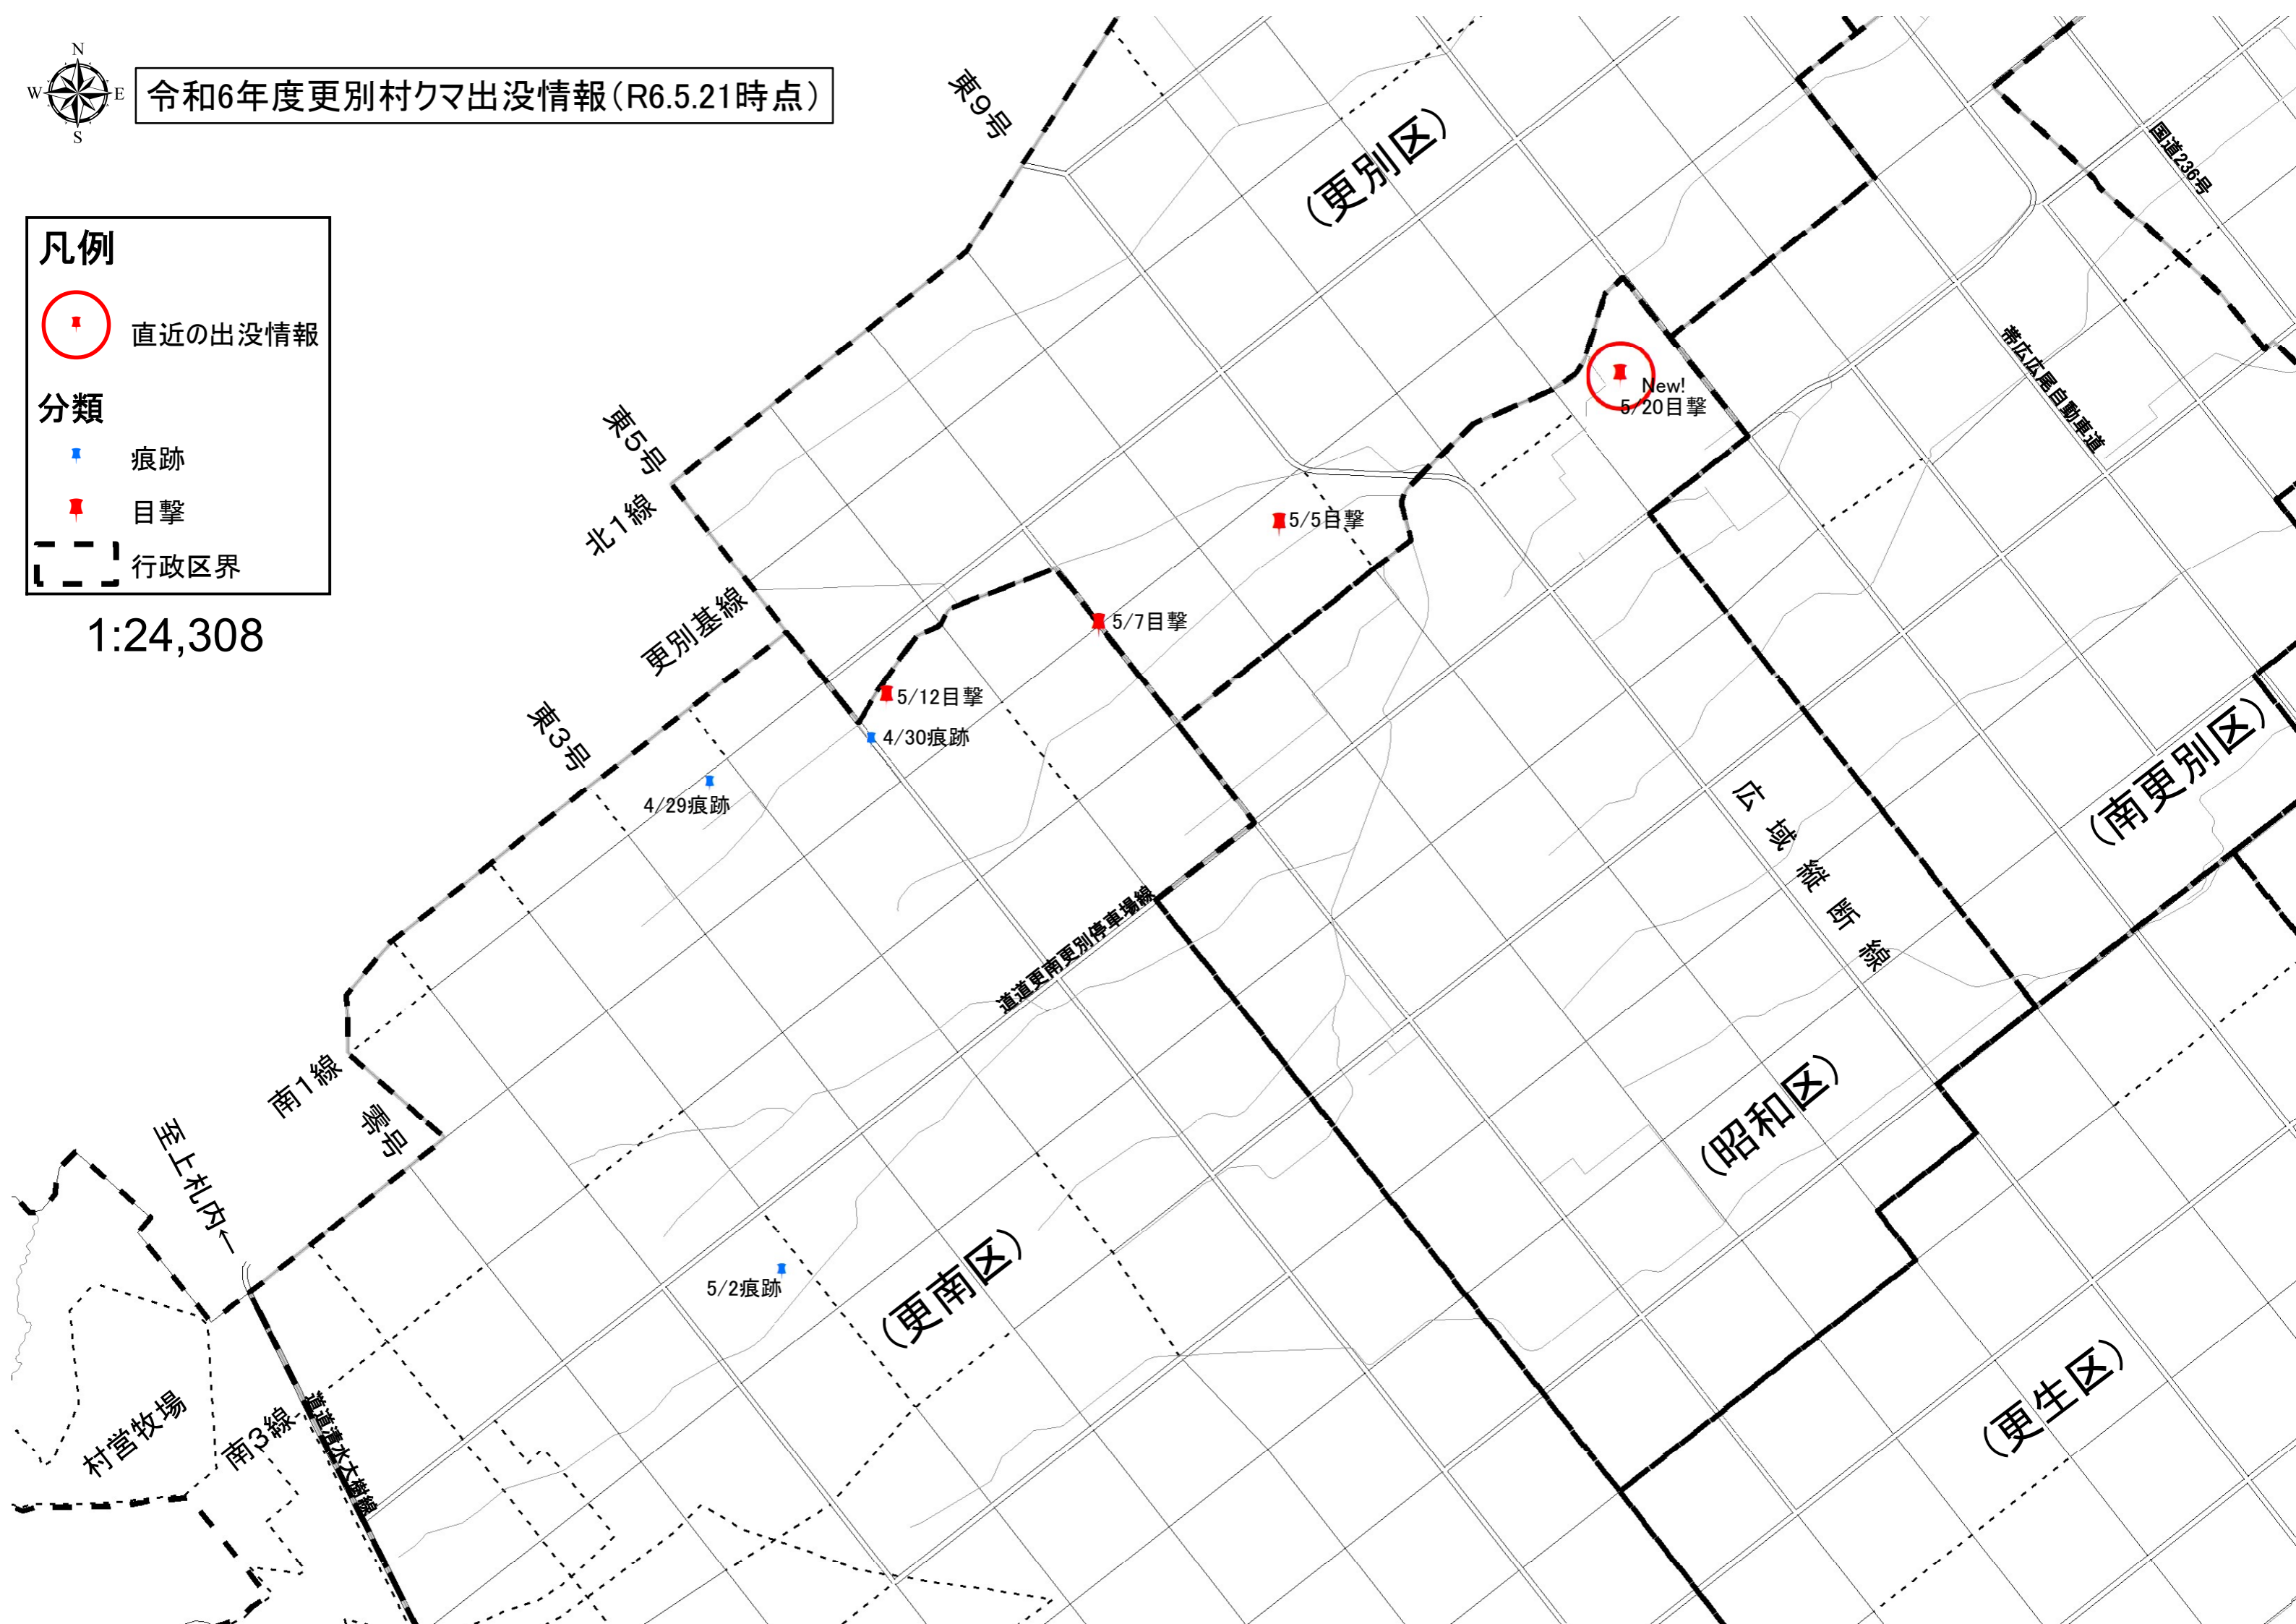 N
W
E
S
令和6年度更別村クマ出没情報(R6.5.21時点)
凡例
直近の出没情報
分類
痕跡
目撃
行政区界
1:24,308
東9号
(更別区)
国道236号
帯広広尾自動車道
New!
5/20目撃
東5号
北1線
5/5目撃
更別基線
5/7目撃
5/12目撃
4/30痕跡
東3号
4/29痕跡
(南更別区)
広域縦断線
道道更南更別停車場線
南1線
零号
(昭和区)
至上札内←
5/2痕跡
(更南区)
(更生区)
村営牧場
南3線
道道清水大樹線